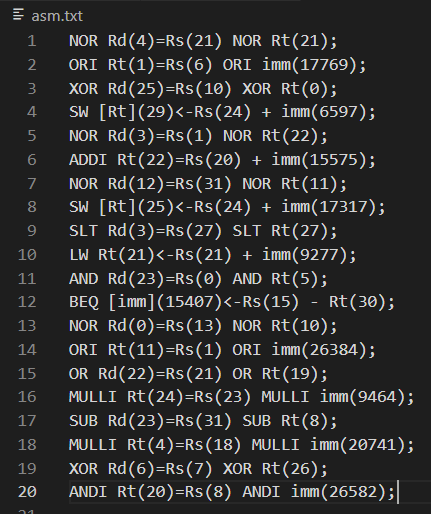 asm.txt
1 NOR Rd(4)=Rs(21) NOR Rt(21);
2 ORI Rt(1)=Rs(6) ORI imm(17769);
3 XOR Rd(25)=Rs(10) XOR Rt(0);
4 SW [Rt](29)<-Rs(24) + imm(6597);
5 NOR Rd(3)=Rs(1) NOR Rt(22);
6 ADDI Rt(22)=Rs(20) + imm(15575);
7 NOR Rd(12)=Rs(31) NOR Rt(11);
8 SW [Rt](25)<-Rs(24) + imm(17317);
9 SLT Rd(3)=Rs(27) SLT Rt(27);
10 LW Rt(21)<-Rs(21) + imm(9277);
11 AND Rd(23)=Rs(0) AND Rt(5);
12 BEQ [imm](15407)<-Rs(15) - Rt(30);
13 NOR Rd(0)=Rs(13) NOR Rt(10);
14 ORI Rt(11)=Rs(1) ORI imm(26384);
15 OR Rd(22)=Rs(21) OR Rt(19);
16 MULLI Rt(24)=Rs(23) MULLI imm(9464);
17 SUB Rd(23)=Rs(31) SUB Rt(8);
18 MULLI Rt(4)=Rs(18) MULLI imm(20741);
19 XOR Rd(6)=Rs(7) XOR Rt(26);
20 ANDI Rt(20)=Rs(8) ANDI imm(26582);
21